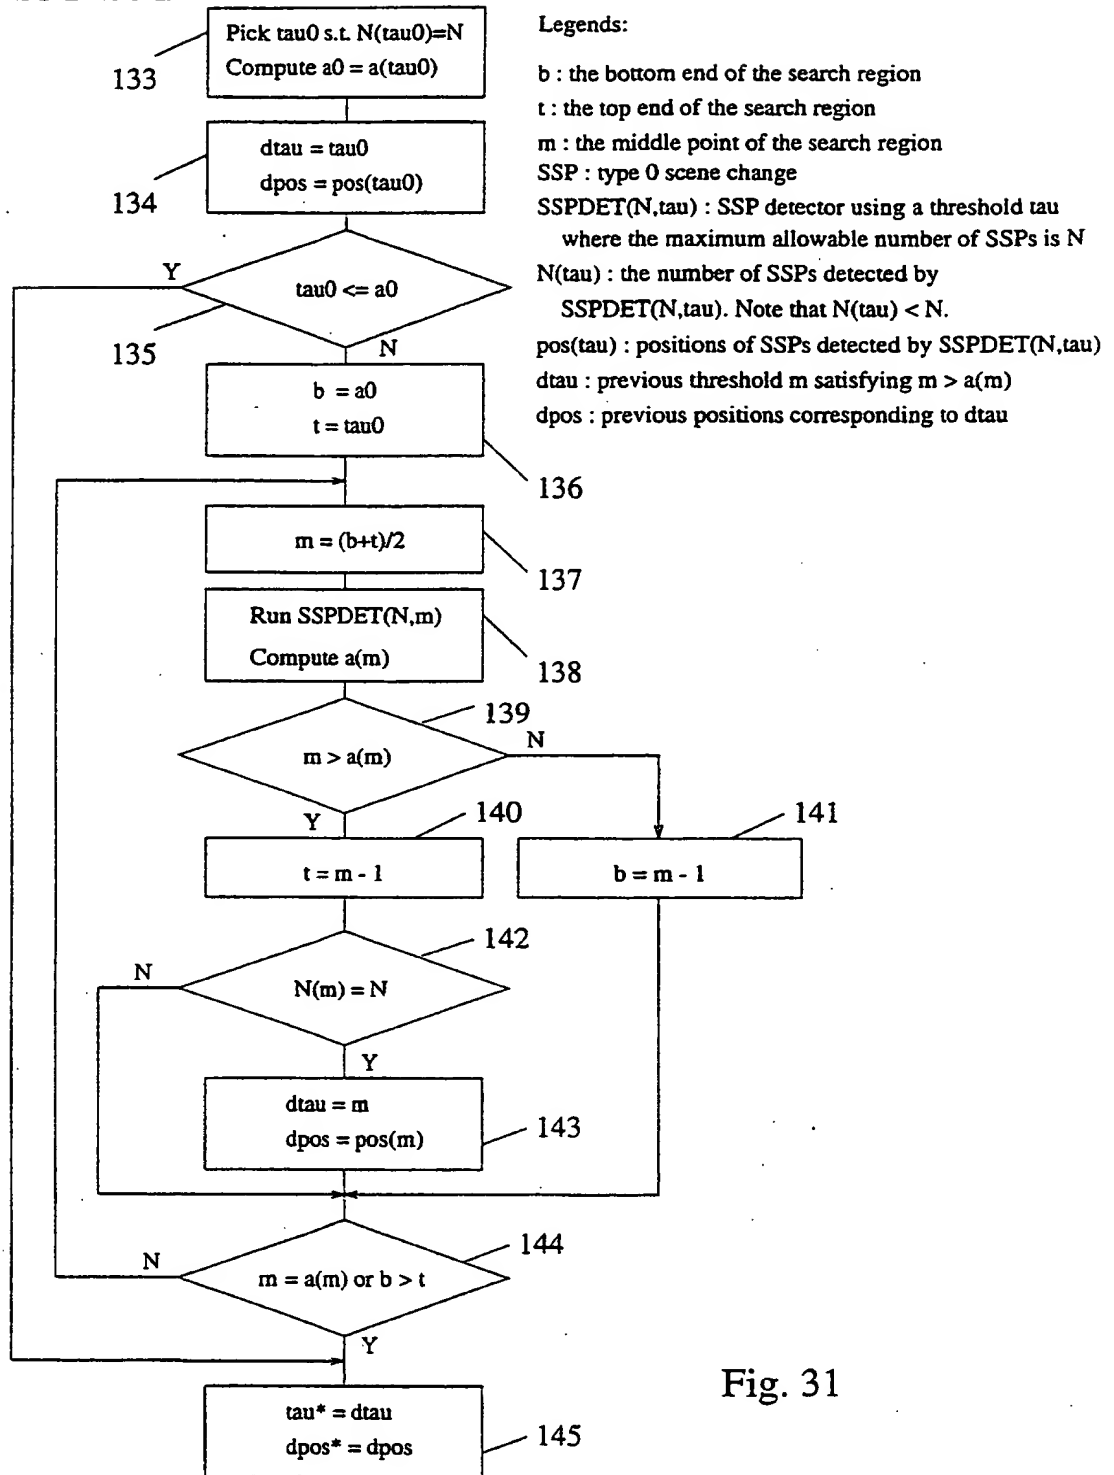 Pick tau0 s.t. N(tau0)=N
Compute a0 = a(tau0)
133
dtau = tau0
dpos = pos(tau0)
134
Y
tau0 <= a0
135
N
b = a0
t = tau0
136
m = (b+t)/2
137
Run SSPDET(N,m)
Compute a(m)
138
139
m > a(m)
N
Y
140
t = m - 1
141
b = m - 1
142
N
N(m) = N
Y
dtau = m
dpos = pos(m)
143
144
N
m = a(m) or b > t
Y
tau* = dtau
dpos* = dpos
145
Legends:
b : the bottom end of the search region
t : the top end of the search region
m : the middle point of the search region
SSP : type 0 scene change
SSPDET(N,tau) : SSP detector using a threshold tau
where the maximum allowable number of SSPs is N
N(tau) : the number of SSPs detected by
SSPDET(N,tau). Note that N(tau) < N.
pos(tau) : positions of SSPs detected by SSPDET(N,tau)
dtau : previous threshold m satisfying m > a(m)
dpos : previous positions corresponding to dtau
Fig. 31